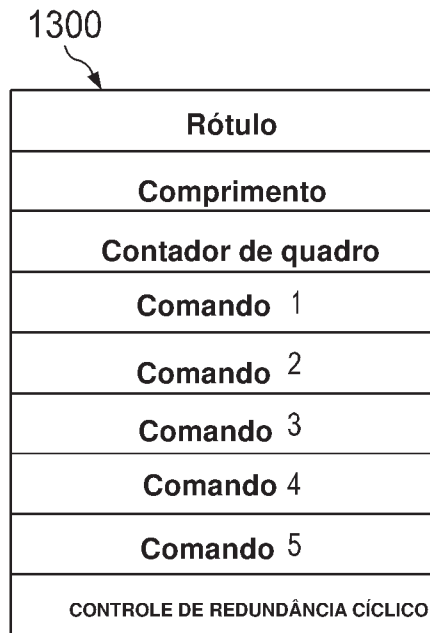 1300
Rótulo
Comprimento
Contador de quadro
Comando 1
Comando 2
Comando 3
Comando 4
Comando 5
CONTROLE DE REDUNDÂNCIA CÍCLICO